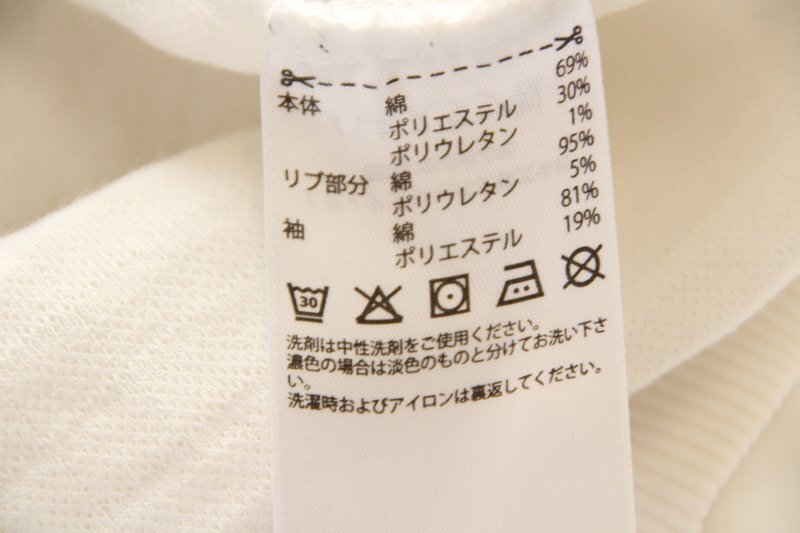 本体 綿 69%
ポリエステル 30%
ポリウレタン 1%
リブ部分 綿 95%
ポリウレタン 5%
袖 綿 81%
ポリエステル 19%
30
洗剤は中性洗剤をご使用ください。
濃色の場合は淡色のものと分けてお洗い下さ
い。
洗濯時およびアイロンは裏返してください。